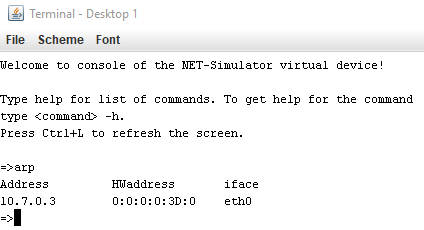 Terminal - Desktop 1
File Scheme Font
Welcome to console of the NET-Simulator virtual device!
Type help for list of commands. To get help for the command
type <command> -h.
Press Ctrl+L to refresh the screen.
=>arp
Address HWaddress iface
10.7.0.3 0:0:0:0:3D:0 eth0
=>